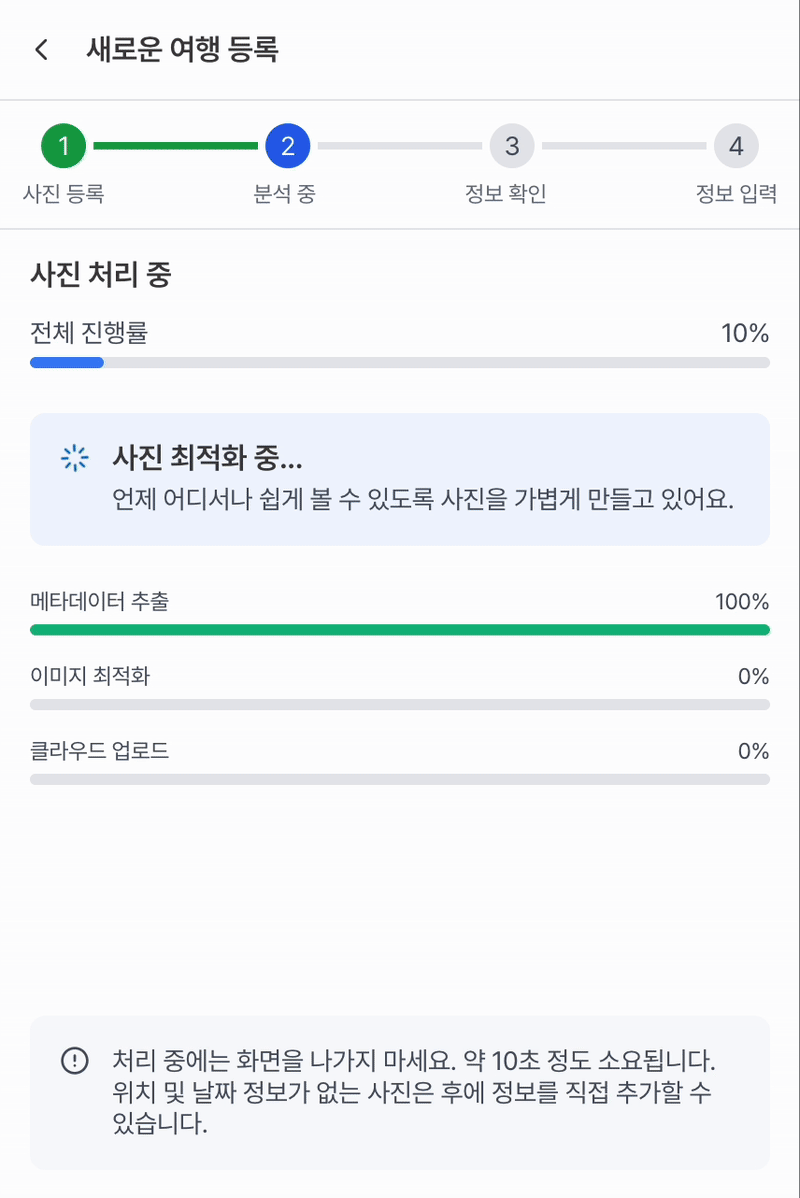 새로운 여행 등록
1
2
3
4
사진 등록
분석 중
정보 확인
정보 입력
사진 처리 중
전체 진행률 10%
사진 최적화 중...
언제 어디서나 쉽게 볼 수 있도록 사진을 가볍게 만들고 있어요.
메타데이터 추출 100%
이미지 최적화 0%
클라우드 업로드 0%
처리 중에는 화면을 나가지 마세요. 약 10초 정도 소요됩니다.
위치 및 날짜 정보가 없는 사진은 후에 정보를 직접 추가할 수
있습니다.